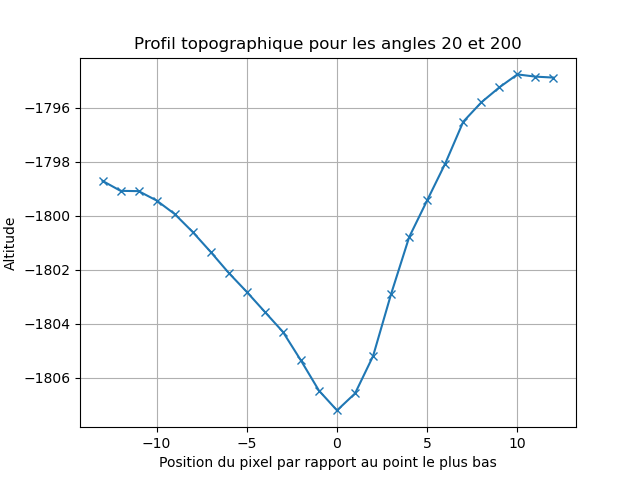 Profil topographique pour les angles 20 et 200
Altitude
−1796
−1798
−1800
−1802
−1804
−1806
−10 −5 0 5 10
Position du pixel par rapport au point le plus bas